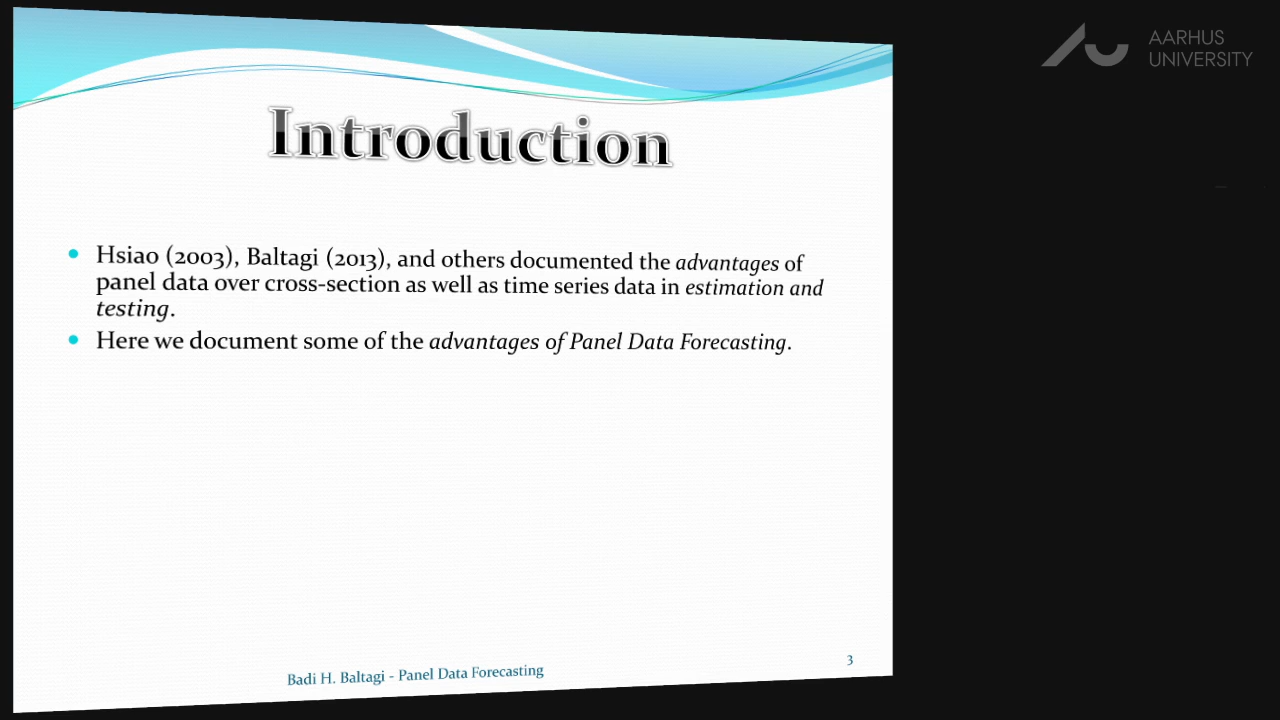 AARHUS
UNIVERSITY
Introduction
• Hsiao (2003), Baltagi (2013), and others documented the advantages of
panel data over cross-section as well as time series data in estimation and
testing.
• Here we document some of the advantages of Panel Data Forecasting.
Badi H. Baltagi - Panel Data Forecasting
3